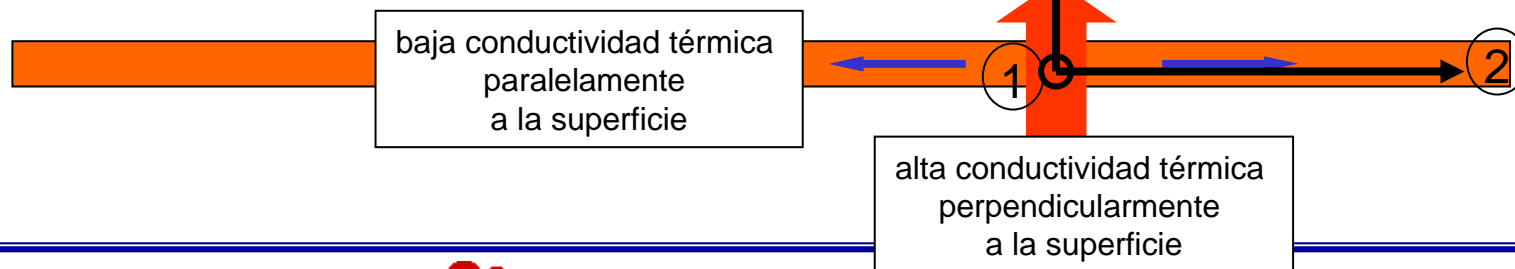 baja conductividad térmica
paralelamente
a la superficie
1
2
alta conductividad térmica
perpendicularmente
a la superficie